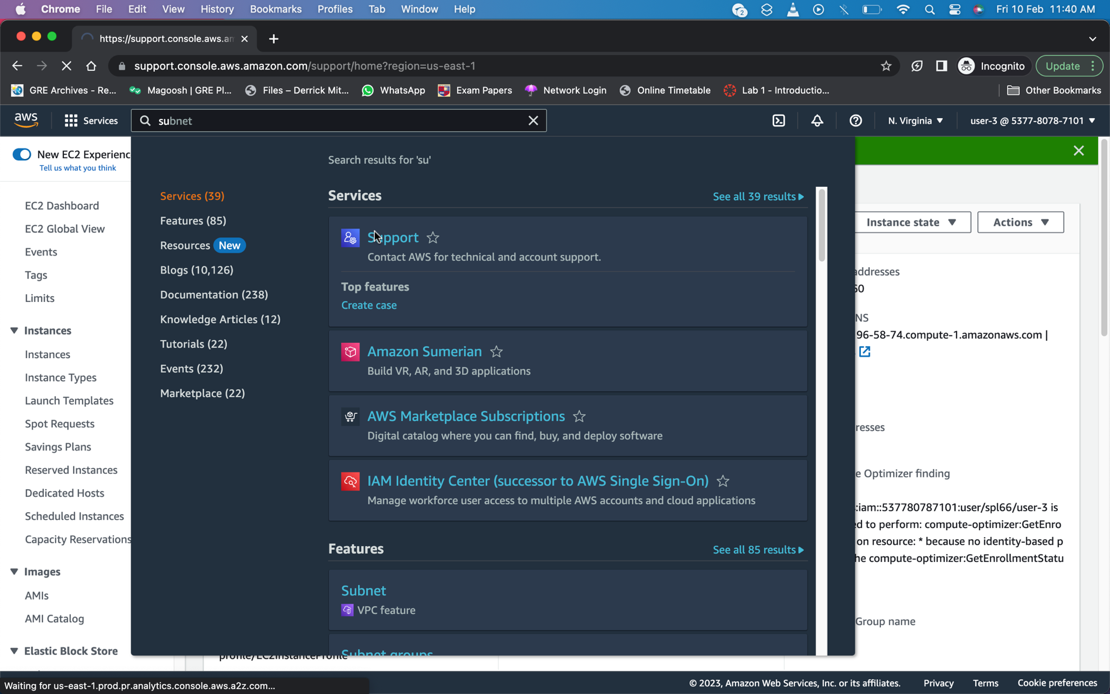 Chrome File Edit View History Bookmarks Profiles Tab Window Help Fri 10 Feb 11:40 AM
https://support.console.aws.am
support.console.aws.amazon.com/support/home?region=us-east-1 Incognito Update
GRE Archives - Re... Magoosh | GRE Pl... Files – Derrick Mit... WhatsApp Exam Papers Network Login Online Timetable Lab 1 - Introductio... Other Bookmarks
aws Services subnet N. Virginia user-3 @ 5377-8078-7101
New EC2 Experienc
Tell us what you think
EC2 Dashboard
EC2 Global View
Events
Tags
Limits
Instances
Instances
Instance Types
Launch Templates
Spot Requests
Savings Plans
Reserved Instances
Dedicated Hosts
Scheduled Instances
Capacity Reservations
Images
AMIs
AMI Catalog
Elastic Block Store
Search results for 'su'
Services (39)
Features (85)
Resources New
Blogs (10,126)
Documentation (238)
Knowledge Articles (12)
Tutorials (22)
Events (232)
Marketplace (22)
Services See all 39 results
Support
Contact AWS for technical and account support.
Top features
Create case
Amazon Sumerian
Build VR, AR, and 3D applications
AWS Marketplace Subscriptions
Digital catalog where you can find, buy, and deploy software
IAM Identity Center (successor to AWS Single Sign-On)
Manage workforce user access to multiple AWS accounts and cloud applications
Features See all 85 results
Subnet
VPC feature
Subnet groups
Instance state Actions
addresses
60
NS
96-58-74.compute-1.amazonaws.com |
resses
e Optimizer finding
:iam::537780787101:user/spl66/user-3 is
ed to perform: compute-optimizer:GetEnro
on resource: * because no identity-based p
he compute-optimizer:GetEnrollmentStatu
Group name
profile/EC2InstanceProfile
Waiting for us-east-1.prod.pr.analytics.console.aws.a2z.com...
© 2023, Amazon Web Services, Inc. or its affiliates. Privacy Terms Cookie preferences